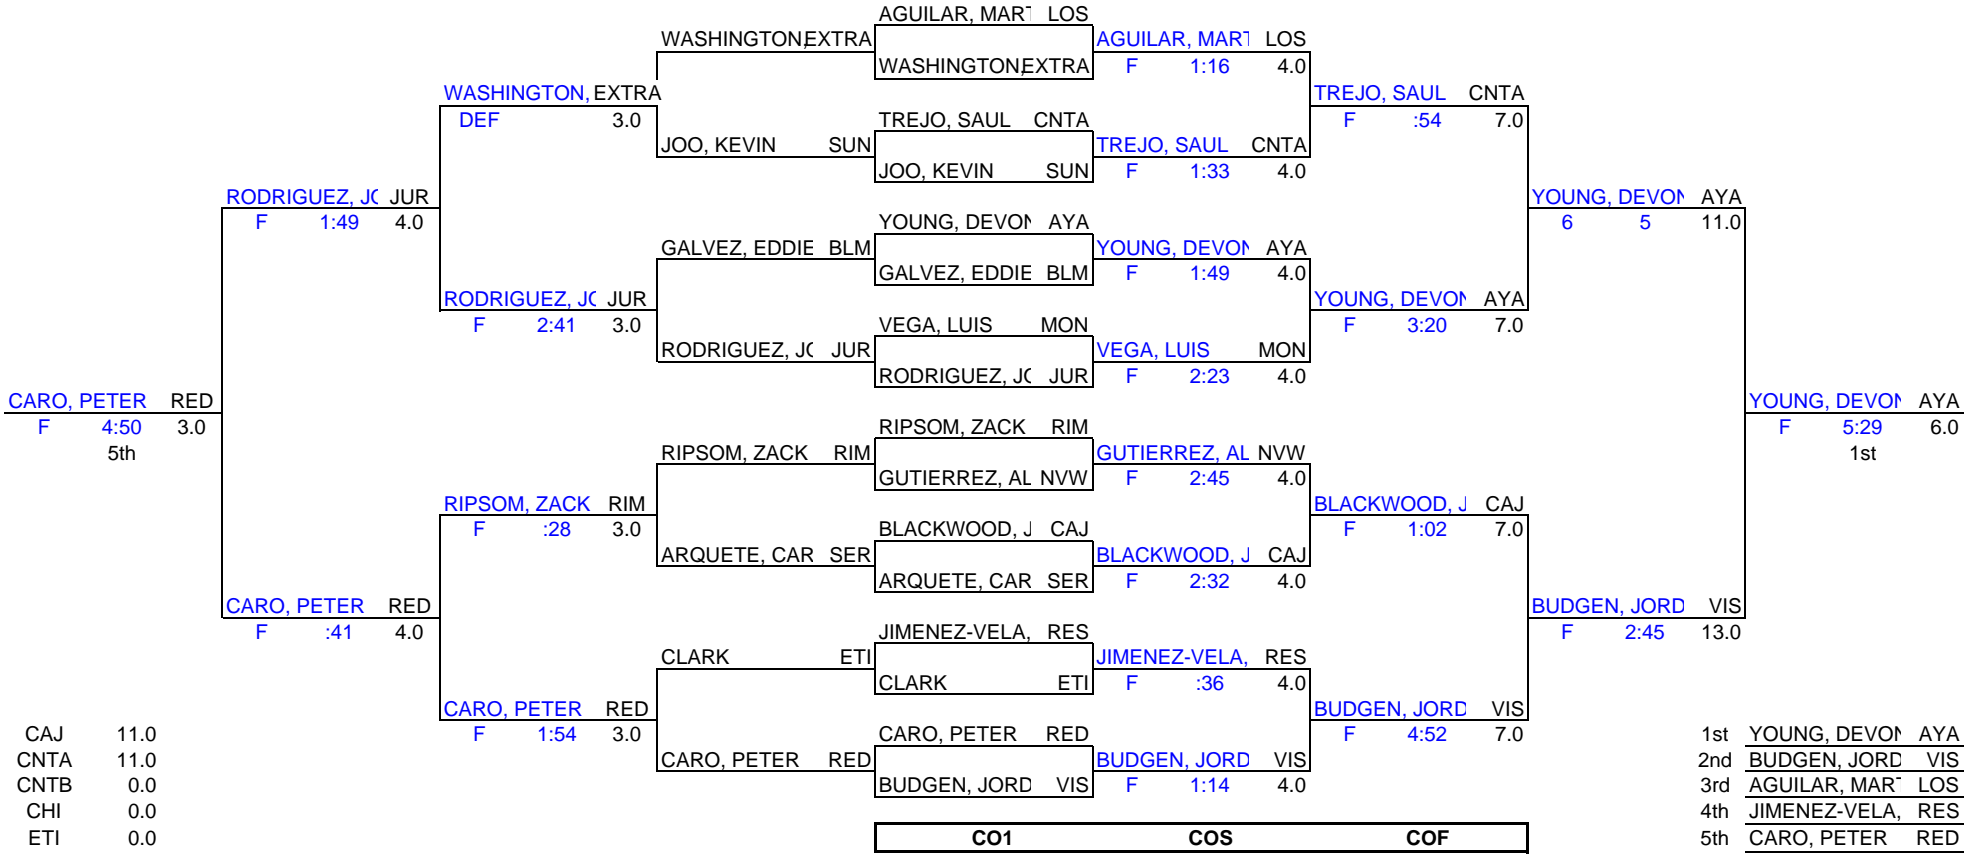 AGUILAR, MART LOS
WASHINGTON, EXTRA AGUILAR, MART LOS
WASHINGTON, EXTRA F 1:16 4.0
WASHINGTON, EXTRA TREJO, SAUL CNTA
DEF 3.0 TREJO, SAUL CNTA F :54 7.0
JOO, KEVIN SUN TREJO, SAUL CNTA
JOO, KEVIN SUN F 1:33 4.0
RODRIGUEZ, JO JUR YOUNG, DEVON AYA
F 1:49 4.0 YOUNG, DEVON AYA 6 5 11.0
GALVEZ, EDDIE BLM YOUNG, DEVON AYA
GALVEZ, EDDIE BLM F 1:49 4.0
RODRIGUEZ, JO JUR YOUNG, DEVON AYA
F 2:41 3.0 VEGA, LUIS MON F 3:20 7.0
RODRIGUEZ, JO JUR VEGA, LUIS MON
RODRIGUEZ, JO JUR F 2:23 4.0
CARO, PETER RED YOUNG, DEVON AYA
F 4:50 3.0 RIPSOM, ZACK RIM F 5:29 6.0
5th RIPSOM, ZACK RIM GUTIERREZ, AL NVW 1st
GUTIERREZ, AL NVW F 2:45 4.0
RIPSOM, ZACK RIM BLACKWOOD, J CAJ
F :28 3.0 BLACKWOOD, J CAJ F 1:02 7.0
ARQUETE, CAR SER BLACKWOOD, J CAJ
ARQUETE, CAR SER F 2:32 4.0
CARO, PETER RED BUDGEN, JORD VIS
F :41 4.0 JIMENEZ-VELA, RES F 2:45 13.0
CLARK ETI JIMENEZ-VELA, RES
CLARK ETI F :36 4.0
CARO, PETER RED BUDGEN, JORD VIS
CAJ 11.0 F 1:54 3.0 CARO, PETER RED F 4:52 7.0 1st YOUNG, DEVON AYA
CNTA 11.0 CARO, PETER RED BUDGEN, JORD VIS 2nd BUDGEN, JORD VIS
CNTB 0.0 BUDGEN, JORD VIS F 1:14 4.0 3rd AGUILAR, MART LOS
CHI 0.0 4th JIMENEZ-VELA, RES
ETI 0.0 CO1 COS COF 5th CARO, PETER RED